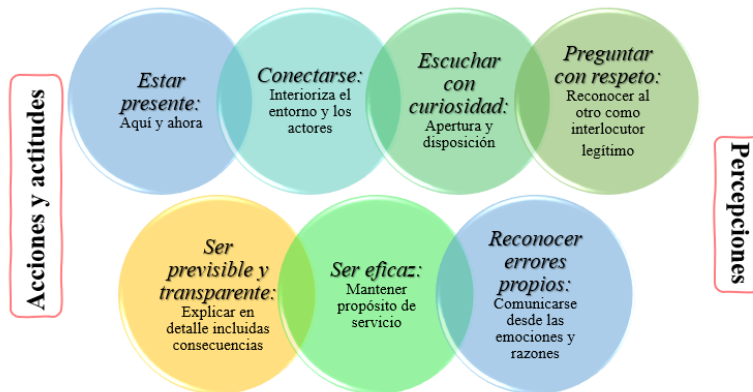 Acciones y actitudes
Estar
presente:
Aquí y ahora
Conectarse:
Interioriza el
entorno y los
actores
Escuchar
con
curiosidad:
Apertura y
disposición
Preguntar
con respeto:
Reconocer al
otro como
interlocutor
legítimo
Ser
previsible y
transparente:
Explicar en
detalle incluidas
consecuencias
Ser eficaz:
Mantener
propósito de
servicio
Reconocer
errores
propios:
Comunicarse
desde las
emociones y
razones
Percepciones